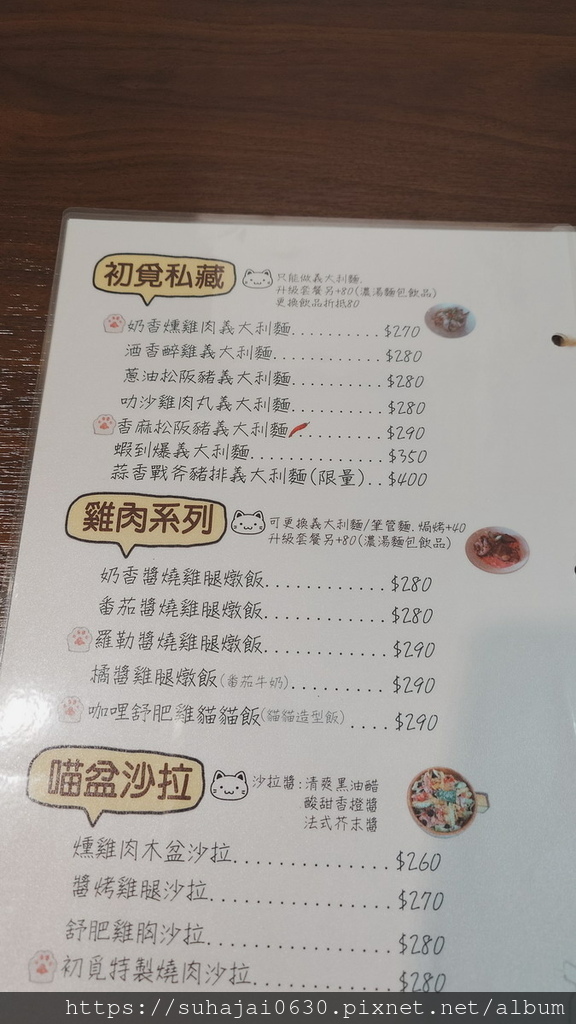 初覓私藏
只能做義大利麵.
升級套餐另+80(濃湯麵包飲品)
更換飲品折抵80
奶香燻雞肉義大利麵..........$270
酒香醉雞義大利麵............$280
蔥油松阪豬義大利麵..........$280
叻沙雞肉丸義大利麵..........$280
香麻松阪豬義大利麵.........$290
蝦到爆義大利麵.............$350
蒜香戰斧豬排義大利麵(限量)..$400
雞肉系列
可更換義大利麵/筆管麵.焗烤+40
升級套餐另+80(濃湯麵包飲品)
奶香醬燒雞腿燉飯............$280
番茄醬燒雞腿燉飯............$280
羅勒醬燒雞腿燉飯............$290
橘醬雞腿燉飯(番茄牛奶).........$290
咖哩舒肥雞貓貓飯(貓貓造型飯)....$290
喵盆沙拉
沙拉醬:清爽黑油醋
酸甜香橙醬
法式芥末醬
燻雞肉木盆沙拉..............$260
醬烤雞腿沙拉................$270
舒肥雞胸沙拉................$280
初覓特製燒肉沙拉............$280
https://suhajai0630.pixnet.net/album